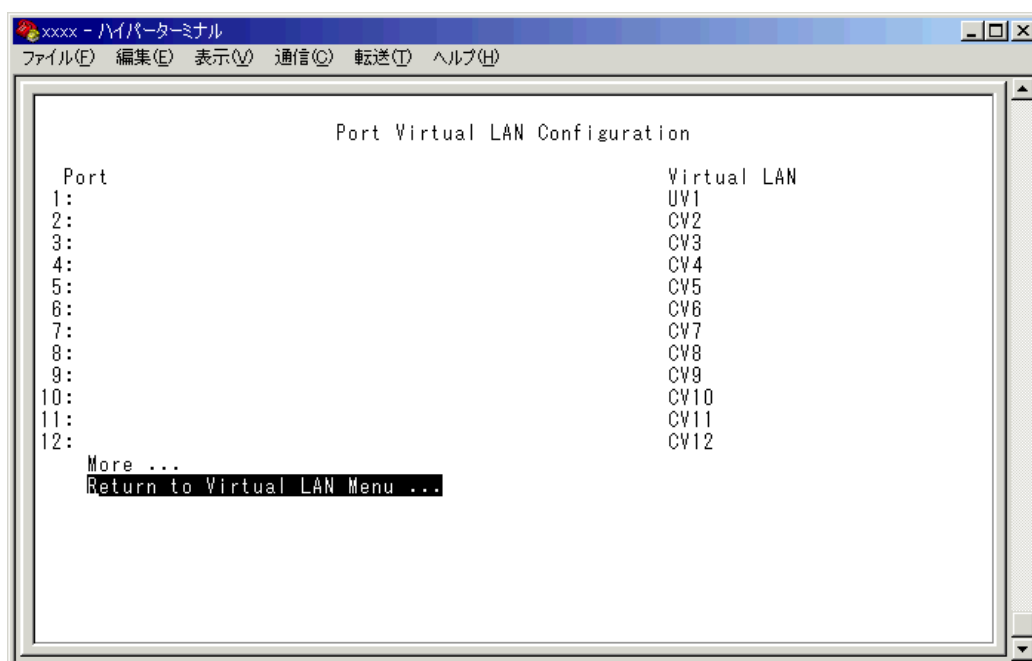 xxxx - ハイパーターミナル
ファイル(F) 編集(E) 表示(V) 通信(C) 転送(T) ヘルプ(H)
Port Virtual LAN Configuration
Port Virtual LAN
1: UV1
2: CV2
3: CV3
4: CV4
5: CV5
6: CV6
7: CV7
8: CV8
9: CV9
10: CV10
11: CV11
12: CV12
More ...
Return to Virtual LAN Menu ...